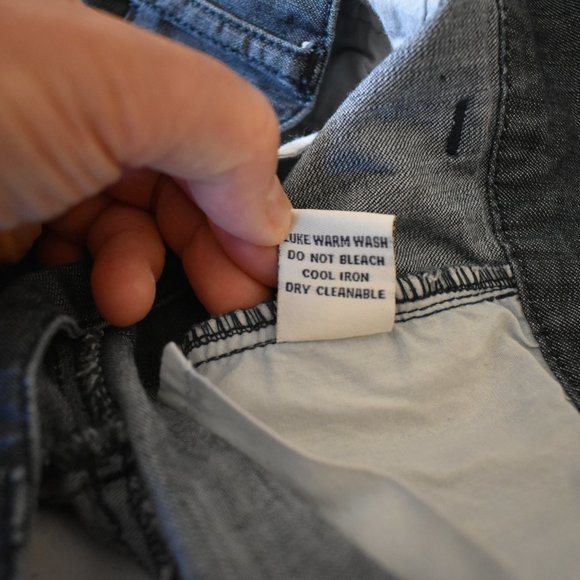 LUKE WARM WASH
DO NOT BLEACH
COOL IRON
DRY CLEANABLE